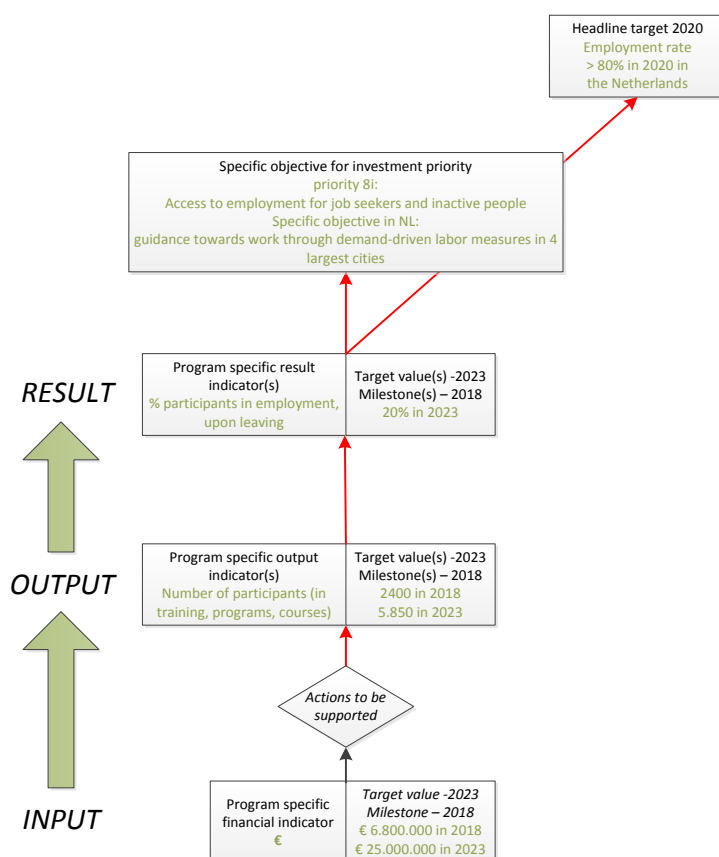 Headline target 2020
Employment rate
> 80% in 2020 in
the Netherlands
Specific objective for investment priority
priority 8i:
Access to employment for job seekers and inactive people
Specific objective in NL:
guidance towards work through demand-driven labor measures in 4
largest cities
RESULT
Program specific result
indicator(s)
% participants in employment,
upon leaving
Target value(s) -2023
Milestone(s) – 2018
20% in 2023
OUTPUT
Program specific output
indicator(s)
Number of participants (in
training, programs, courses)
Target value(s) -2023
Milestone(s) – 2018
2400 in 2018
5.850 in 2023
Actions to be
supported
INPUT
Program specific
financial indicator
€
Target value -2023
Milestone – 2018
€ 6.800.000 in 2018
€ 25.000.000 in 2023